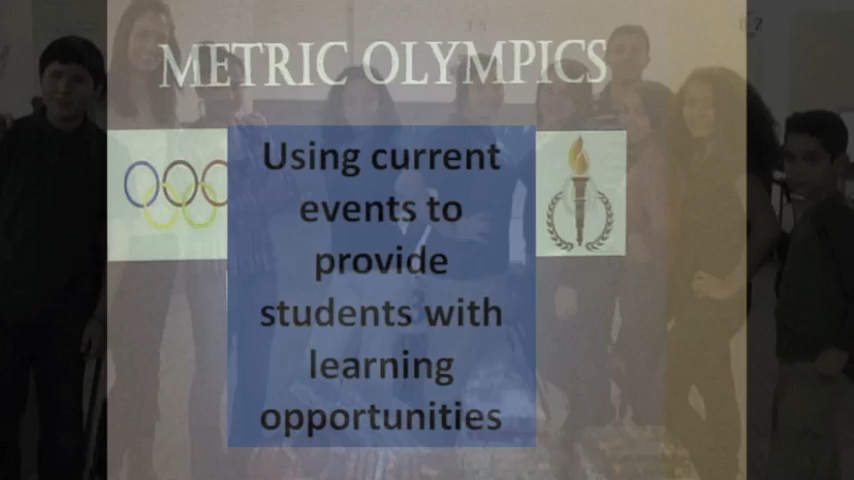 METRIC OLYMPICS
Using current
events to
provide
students with
learning
opportunities